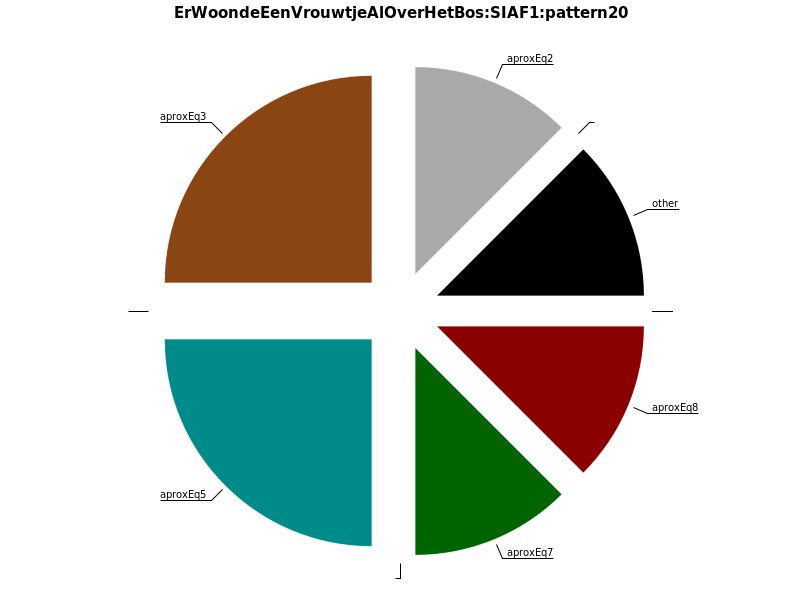 ErWoondeEenVrouwtjeAlOverHetBos:SIAF1:pattern20
aproxEq2
aproxEq3
other
aproxEq8
aproxEq5
aproxEq7